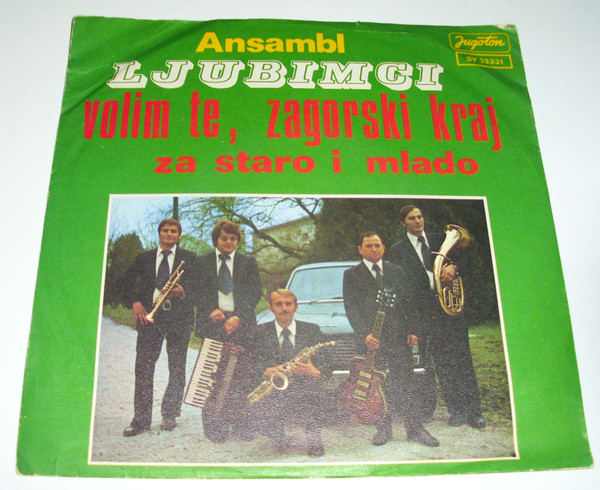 Ansambl
Jugoton
SY 23331
LJUBIMCI
volim te, zagorski kraj
za staro i mlado